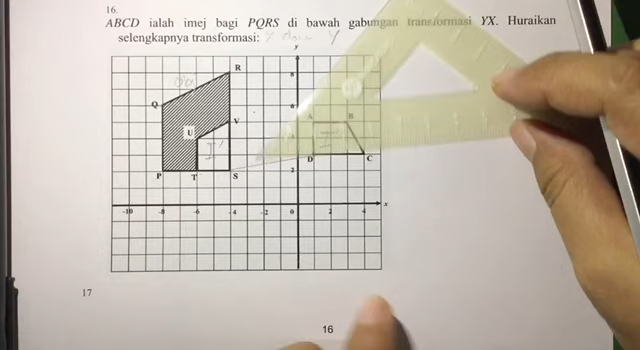 16.
ABCD ialah imej bagi PQRS di bawah gabungan transformasi YX. Huraikan
selengkapnya transformasi:
y
R
8
Q
6
A B
V
U
I' I
D C
P T S 2
-10 -8 -6 -4 -2 0 2 4 x
17
16